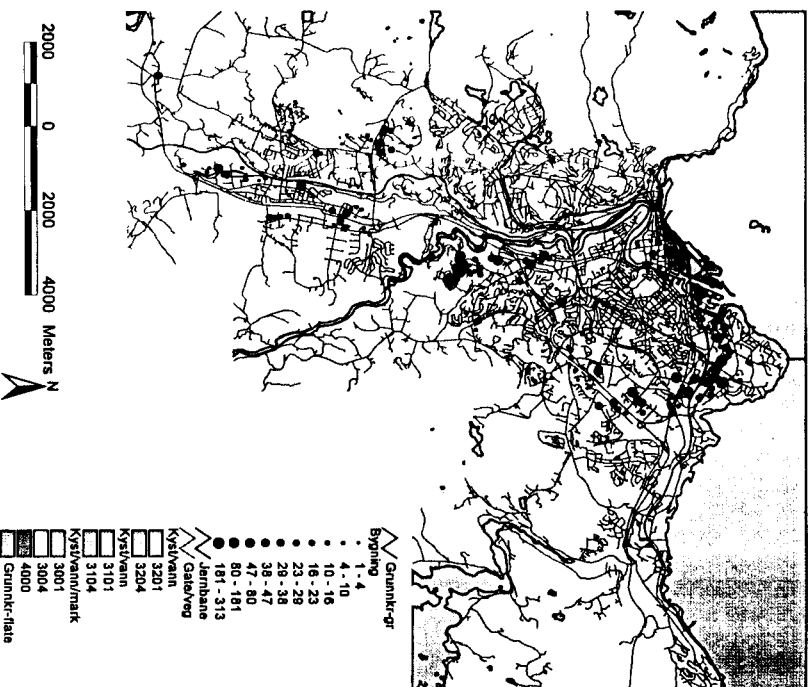 2000 0 2000 4000 Meters N
Grunnkr-gr
Bygning
1 - 4
4 - 10
10 - 16
16 - 23
23 - 29
29 - 38
38 - 47
47 - 80
80 - 181
181 - 313
Jernbane
Gate/veg
Kyst/vann
3201
3204
Kyst/vann
3101
3104
Kyst/vann/mark
3001
3004
4000
Grunnkr-flate